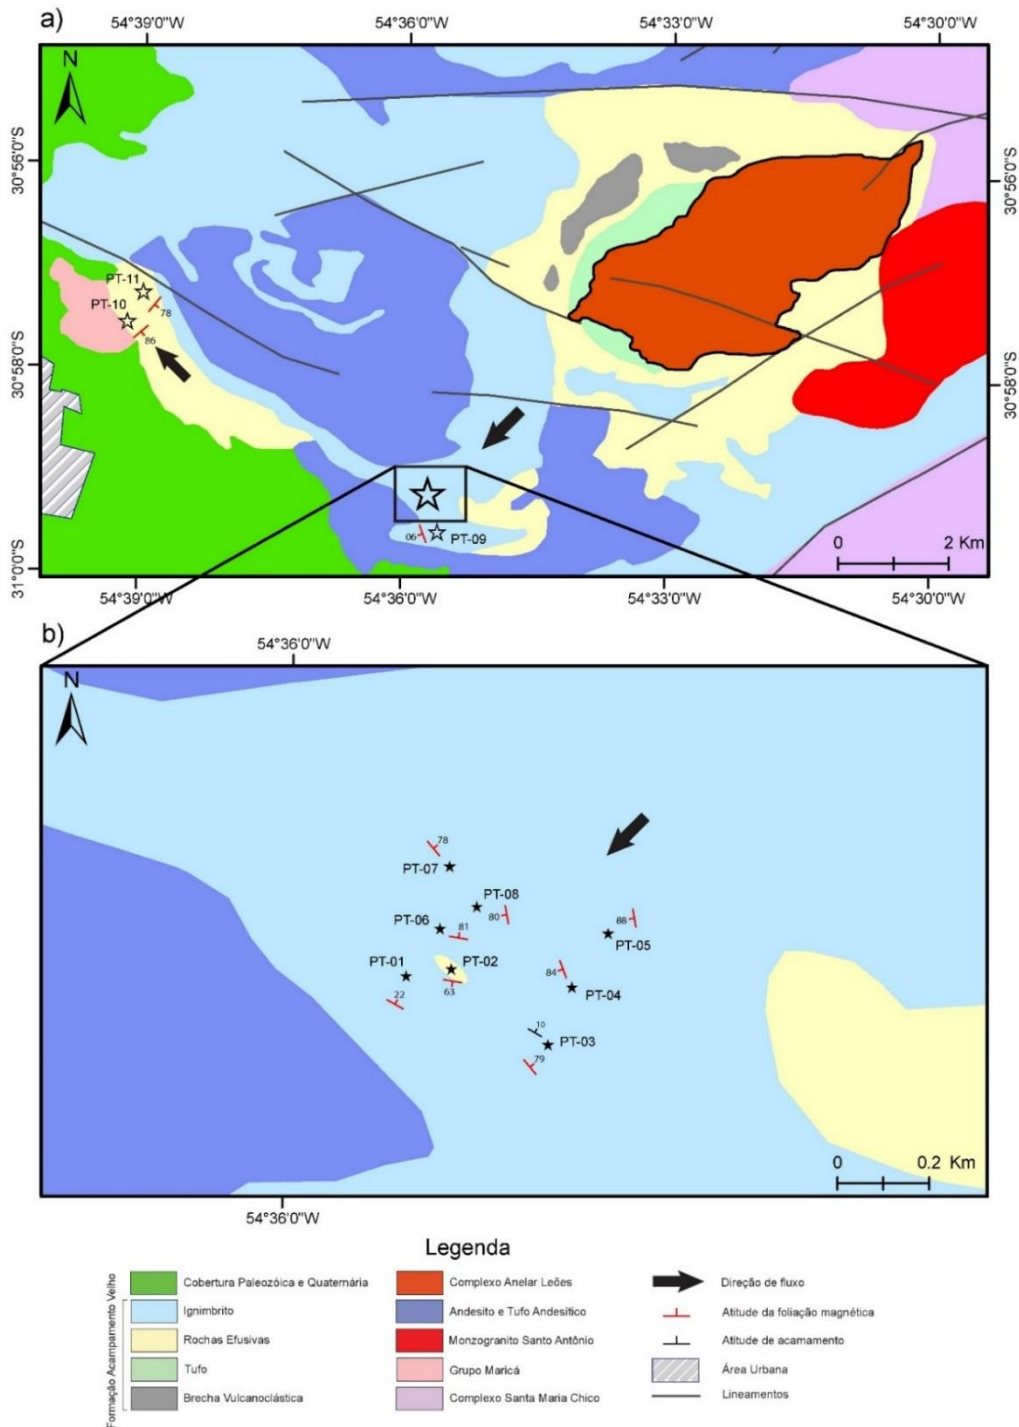 a)
54°39'0"W 54°36'0"W 54°33'0"W 54°30'0"W
N
30°56'0"S
30°56'0"S
PT-11
78
PT-10
86
30°58'0"S
30°58'0"S
06
PT-09
0 2 Km
31°0'0"S
54°39'0"W 54°36'0"W 54°33'0"W 54°30'0"W
b)
54°36'0"W
N
78
PT-07
PT-08
80
88
PT-06
81
PT-05
PT-01
PT-02
84
PT-04
22
63
10
PT-03
79
0 0.2 Km
54°36'0"W
Legenda
Formação Acampamento Velho
Cobertura Paleozóica e Quaternária
Ignimbrito
Rochas Efusivas
Tufo
Brecha Vulcanoclástica
Complexo Anelar Leões
Andesito e Tufo Andesítico
Monzogranito Santo Antônio
Grupo Maricá
Complexo Santa Maria Chico
Direção de fluxo
Atitude da foliação magnética
Atitude de acamamento
Área Urbana
Lineamentos